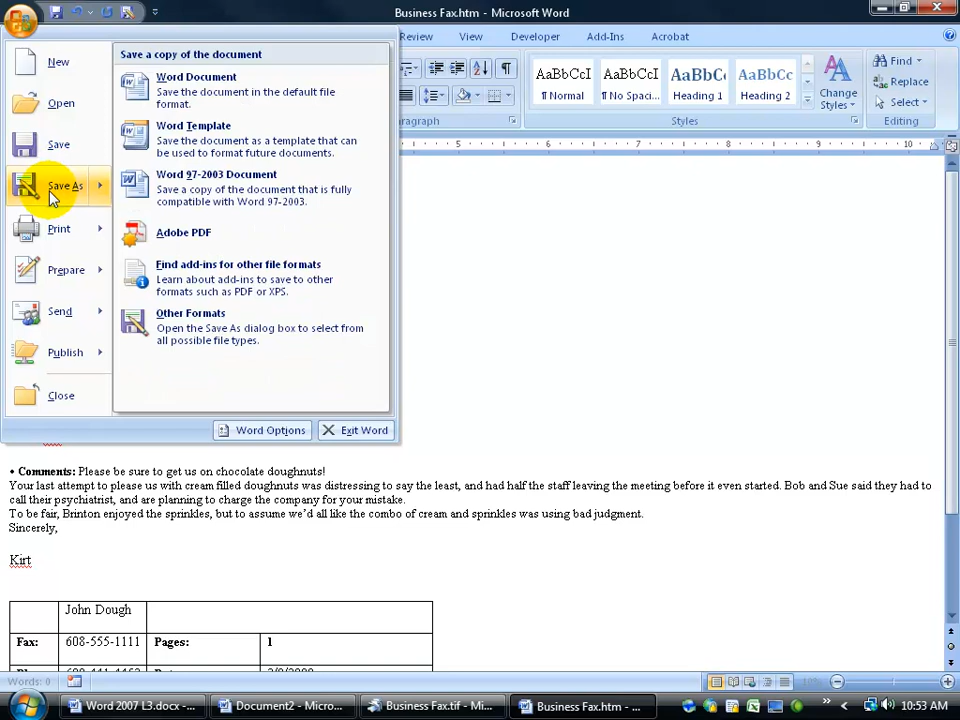 Business Fax.htm - Microsoft Word
Review View Developer Add-Ins Acrobat
New
Open
Save
Save As
Print
Prepare
Send
Publish
Close
Save a copy of the document
Word Document
Save the document in the default file
format.
Word Template
Save the document as a template that can
be used to format future documents.
Word 97-2003 Document
Save a copy of the document that is fully
compatible with Word 97-2003.
Adobe PDF
Find add-ins for other file formats
Learn about add-ins to save to other
formats such as PDF or XPS.
Other Formats
Open the Save As dialog box to select from
all possible file types.
Word Options Exit Word
AaBbCcI AaBbCcI AaBbC AaBbCc
¶ Normal ¶ No Spaci... Heading 1 Heading 2
Change
Styles
Find
Replace
Select
aragraph Styles Editing
4 5 6 7 8 9 10
• Comments: Please be sure to get us on chocolate doughnuts!
Your last attempt to please us with cream filled doughnuts was distressing to say the least, and had half the staff leaving the meeting before it even started. Bob and Sue said they had to
call their psychiatrist, and are planning to charge the company for your mistake.
To be fair, Brinton enjoyed the sprinkles, but to assume we'd all like the combo of cream and sprinkles was using bad judgment.
Sincerely,
Kirt
John Dough
Fax: 608-555-1111 Pages: 1
Words: 0
Word 2007 L3.docx -... Document2 - Micros... Business Fax.tif - Mi... Business Fax.htm - ... 10:53 AM